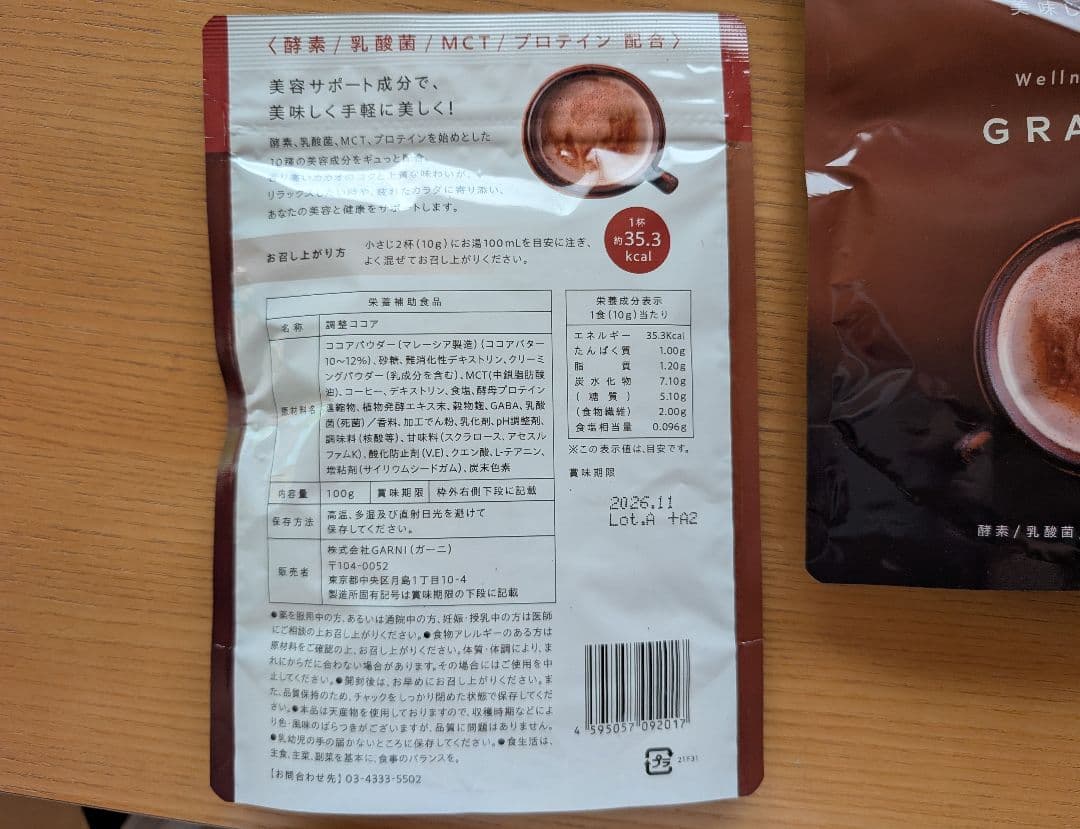 〈酵素/乳酸菌/MCT/プロテイン 配合〉
美容サポート成分で、
美味しく手軽に美しく!
酵素、乳酸菌、MCT、プロテインを始めとした
10種の美容成分をギュっと配合。
香り高いカカオのコクと上質な味わいが、
リラックスしたい時や、疲れたカラダに寄り添い、
あなたの美容と健康をサポートします。
お召し上がり方
小さじ2杯(10g)にお湯100mLを目安に注ぎ、
よく混ぜてお召し上がりください。
1杯
約35.3
kcal
栄養補助食品
名称 調整ココア
原材料名
ココアパウダー(マレーシア製造)(ココアバター
10~12%)、砂糖、難消化性デキストリン、クリーミ
ングパウダー(乳成分を含む)、MCT(中鎖脂肪酸
油)、コーヒー、デキストリン、食塩、酵母プロテイン
濃縮物、植物発酵エキス末、穀物麹、GABA、乳酸
菌(死菌)/香料、加工でん粉、乳化剤、pH調整剤、
調味料(核酸等)、甘味料(スクラロース、アセスル
ファムK)、酸化防止剤(V.E)、クエン酸、L-テアニン、
増粘剤(サイリウムシードガム)、炭末色素
内容量 100g 賞味期限 枠外右側下段に記載
保存方法
高温、多湿及び直射日光を避けて
保存してください。
販売者
株式会社GARNI(ガーニ)
〒104-0052
東京都中央区月島1丁目10-4
製造所固有記号は賞味期限の下段に記載
栄養成分表示
1食(10g)当たり
エネルギー 35.3Kcal
たんぱく質 1.00g
脂質 1.20g
炭水化物 7.10g
(糖質) 5.10g
(食物繊維) 2.00g
食塩相当量 0.096g
※この表示値は、目安です。
賞味期限
2026.11
Lot.A +A2
●薬を服用中の方、あるいは通院中の方、妊娠・授乳中の方は医師
にご相談の上お召し上がりください。●食物アレルギーのある方は
原材料をご確認の上、お召し上がりください。体質・体調により、ま
れにからだに合わない場合があります。その場合にはご使用を中
止してください。●開封後は、お早めにお召し上がりください。ま
た、品質保持のため、チャックをしっかり閉めた状態で保存してくだ
さい。●本品は天産物を使用しておりますので、収穫時期などによ
り色・風味のばらつきがございますが、品質に問題はありません。
●乳幼児の手の届かないところに保存してください。●食生活は、
主食、主菜、副菜を基本に、食事のバランスを。
【お問合わせ先】03-4333-5502
4 595057 092017
プラ
21F31
美味し
Welln
GRA
酵素/乳酸菌